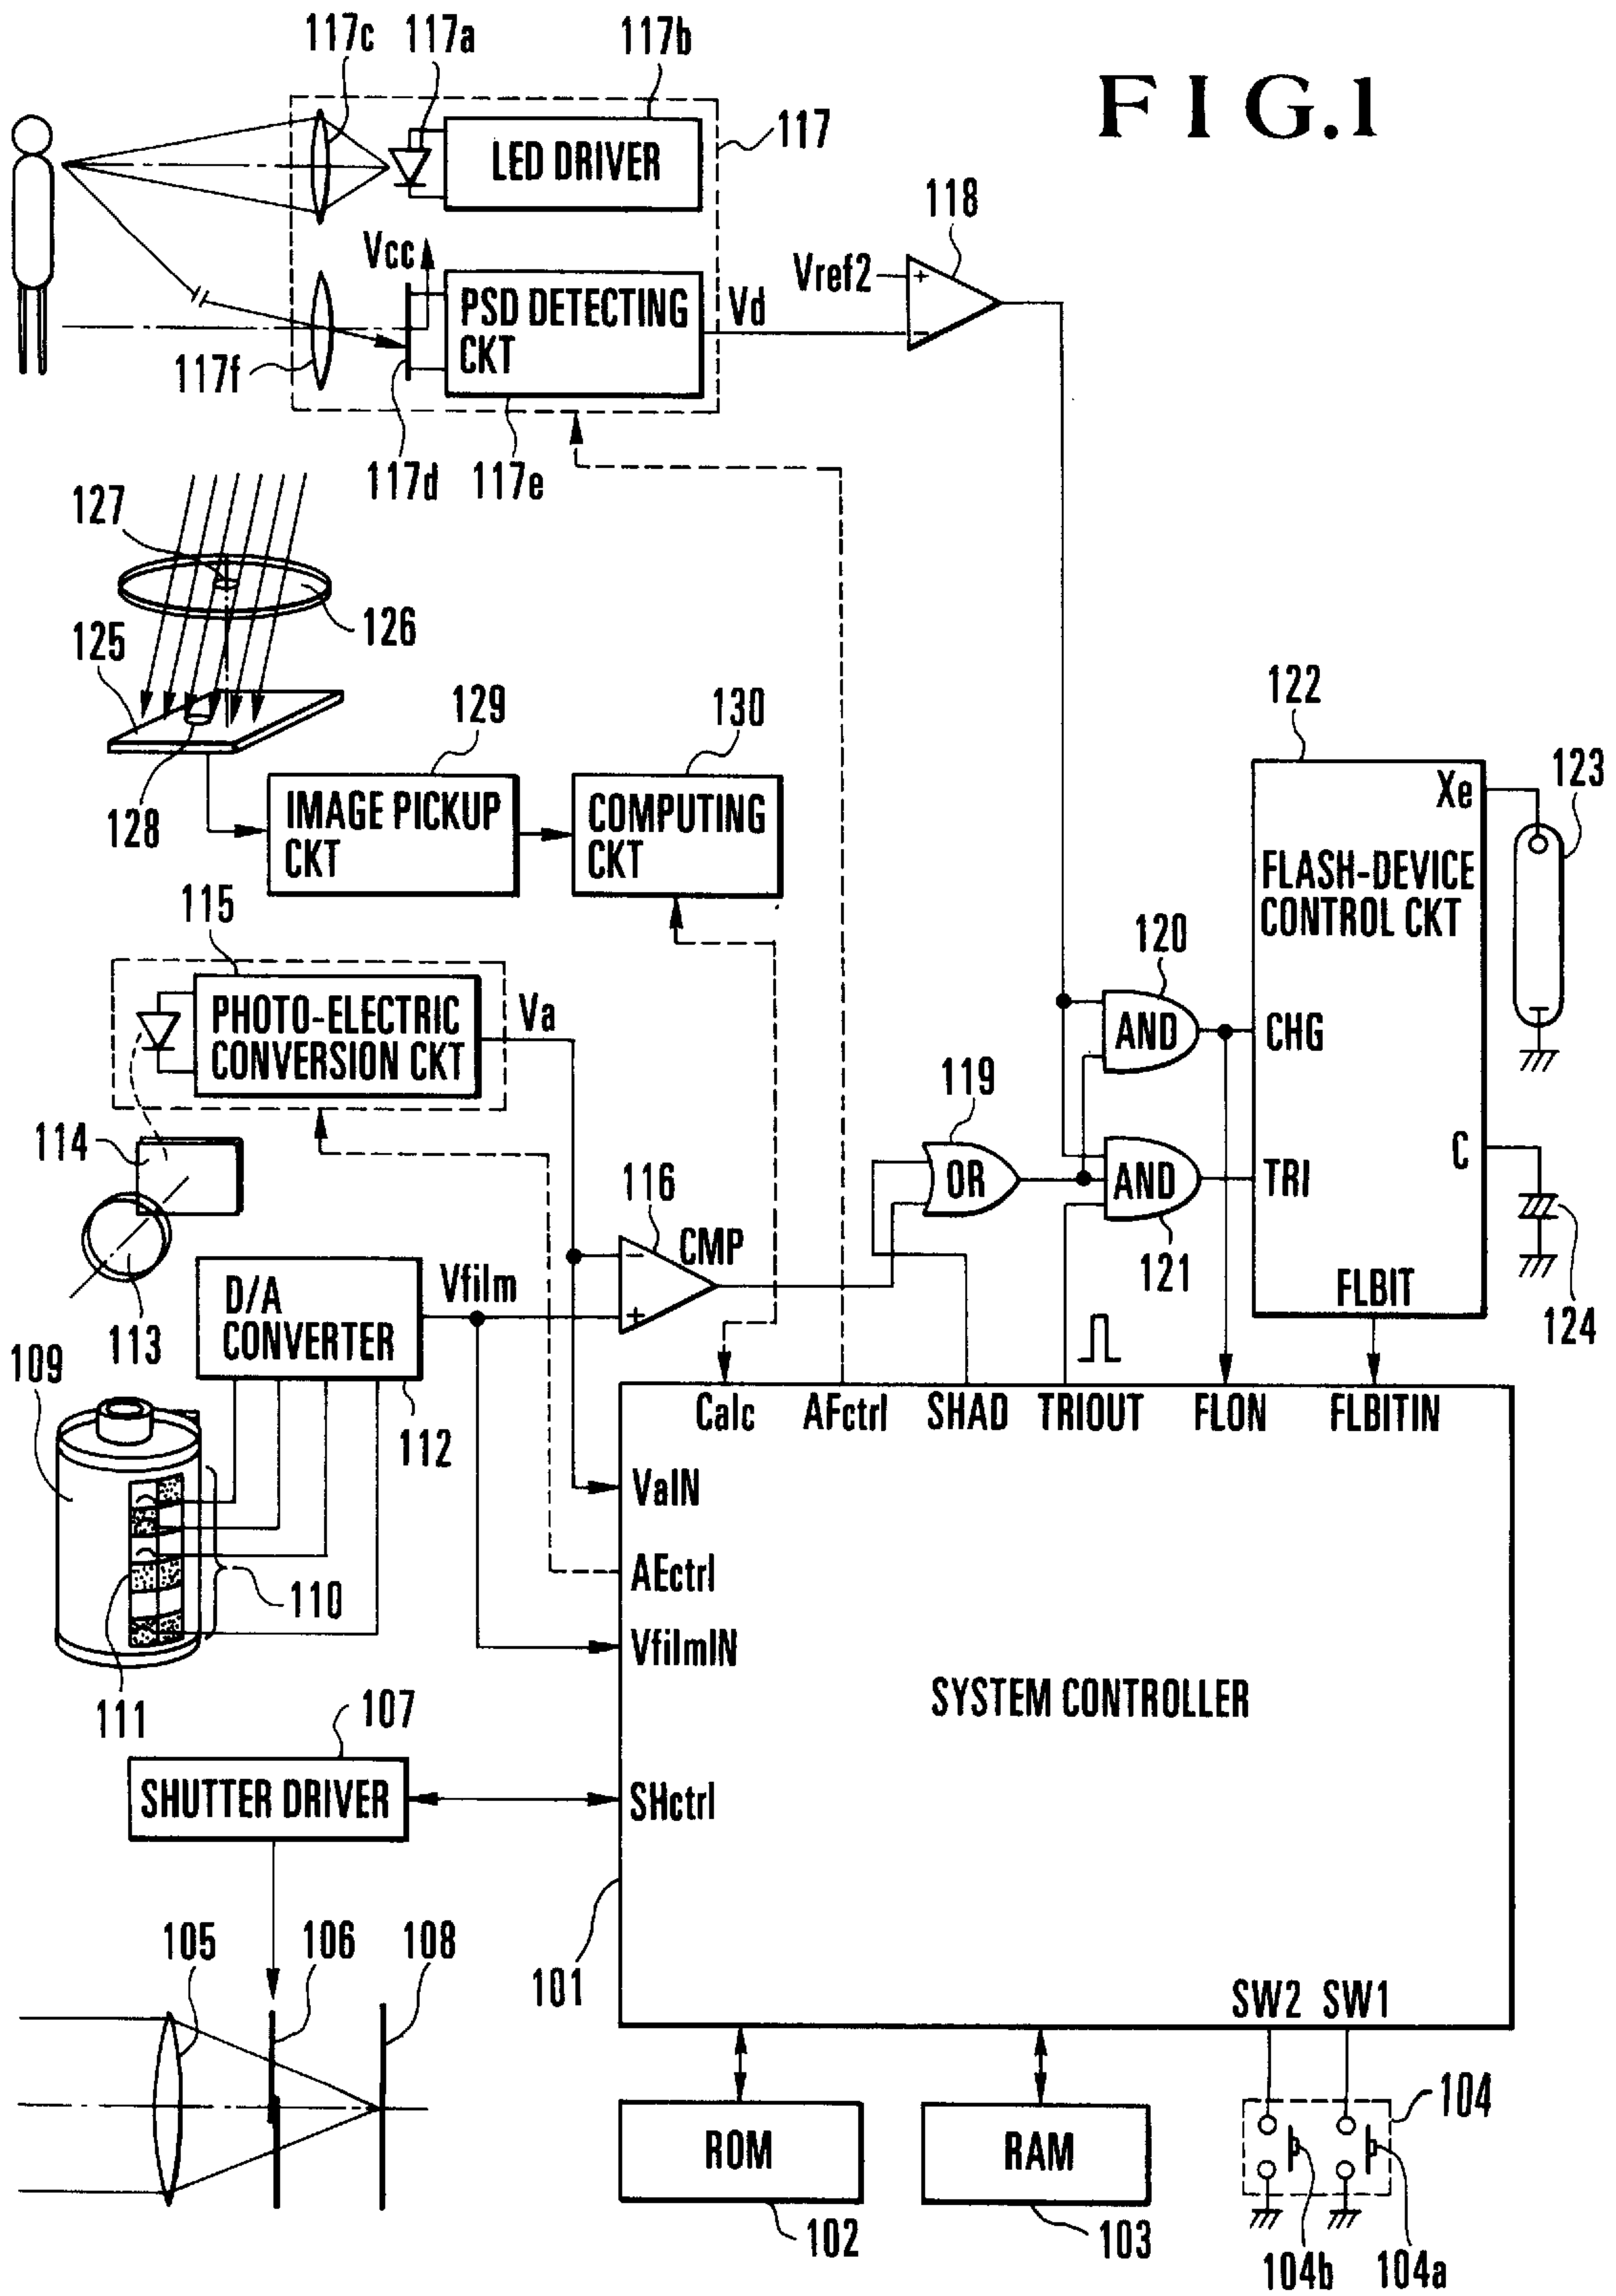 FIG.1
117c 117a 117b
117
LED DRIVER
118
Vcc
Vref2
+
PSD DETECTING
CKT
Vd
−
117f
117d 117e
127
126
125
128
129
130
122
123
IMAGE PICKUP
CKT
COMPUTING
CKT
Xe
FLASH-DEVICE
CONTROL CKT
115
120
PHOTO-ELECTRIC
CONVERSION CKT
Va
AND
CHG
119
114
116
OR
AND
TRI
C
CMP
−
+
121
D/A
CONVERTER
Vfilm
FLBIT
124
113
109
112
Calc AFctrl SHAD TRIOUT FLON FLBITIN
VaIN
AEctrl
110
VfilmIN
111
SYSTEM CONTROLLER
107
SHUTTER DRIVER
SHctrl
105 106 108
101
SW2 SW1
104
ROM
RAM
102
103
104b 104a